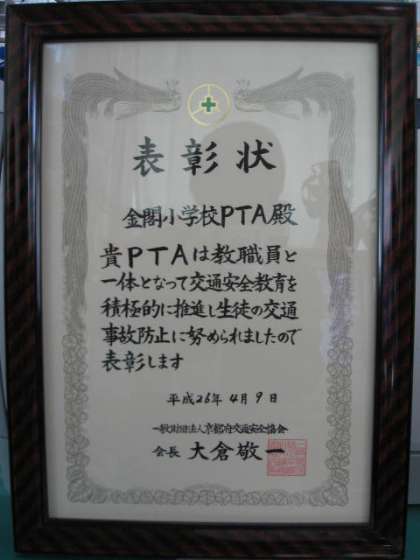 表彰状
金閣小学校PTA殿
貴PTAは教職員と
一体となって交通安全教育を
積極的に推進し生徒の交通
事故防止に努められましたので
表彰します
平成26年4月9日
一般財団法人京都府交通安全協会
会長 大倉敬一